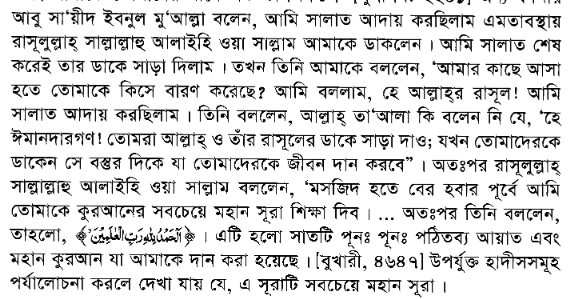 আবু সা‘য়ীদ ইবনুল মু‘আল্লা বলেন, আমি সালাত আদায় করছিলাম এমতাবস্থায়
রাসূলুল্লাহ্ সাল্লাল্লাহু আলাইহি ওয়া সাল্লাম আমাকে ডাকলেন । আমি সালাত শেষ
করেই তার ডাকে সাড়া দিলাম । তখন তিনি আমাকে বললেন, ‘আমার কাছে আসা
হতে তোমাকে কিসে বারণ করেছে? আমি বললাম, হে আল্লাহ্‌র রাসূল! আমি
সালাত আদায় করছিলাম । তিনি বললেন, আল্লাহ্ তা‘আলা কি বলেন নি যে, ‘হে
ঈমানদারগণ! তোমরা আল্লাহ্ ও তাঁর রাসূলের ডাকে সাড়া দাও; যখন তোমাদেরকে
ডাকেন সে বস্তুর দিকে যা তোমাদেরকে জীবন দান করবে” । অতঃপর রাসূলুল্লাহ্
সাল্লাল্লাহু আলাইহি ওয়া সাল্লাম বললেন, ‘মসজিদ হতে বের হবার পূর্বে আমি
তোমাকে কুরআনের সবচেয়ে মহান সূরা শিক্ষা দিব । ... অতঃপর তিনি বললেন,
তাহলো, ﴿اَلْحَمْدُ لِلّٰهِ رَبِّ الْعٰلَمِيْنَ﴾ । এটি হলো সাতটি পূনঃ পূনঃ পঠিতব্য আয়াত এবং
মহান কুরআন যা আমাকে দান করা হয়েছে । [বুখারী, ৪৬৪৭] উপর্যুক্ত হাদীসসমূহ
পর্যালোচনা করলে দেখা যায় যে, এ সূরাটি সবচেয়ে মহান সূরা ।